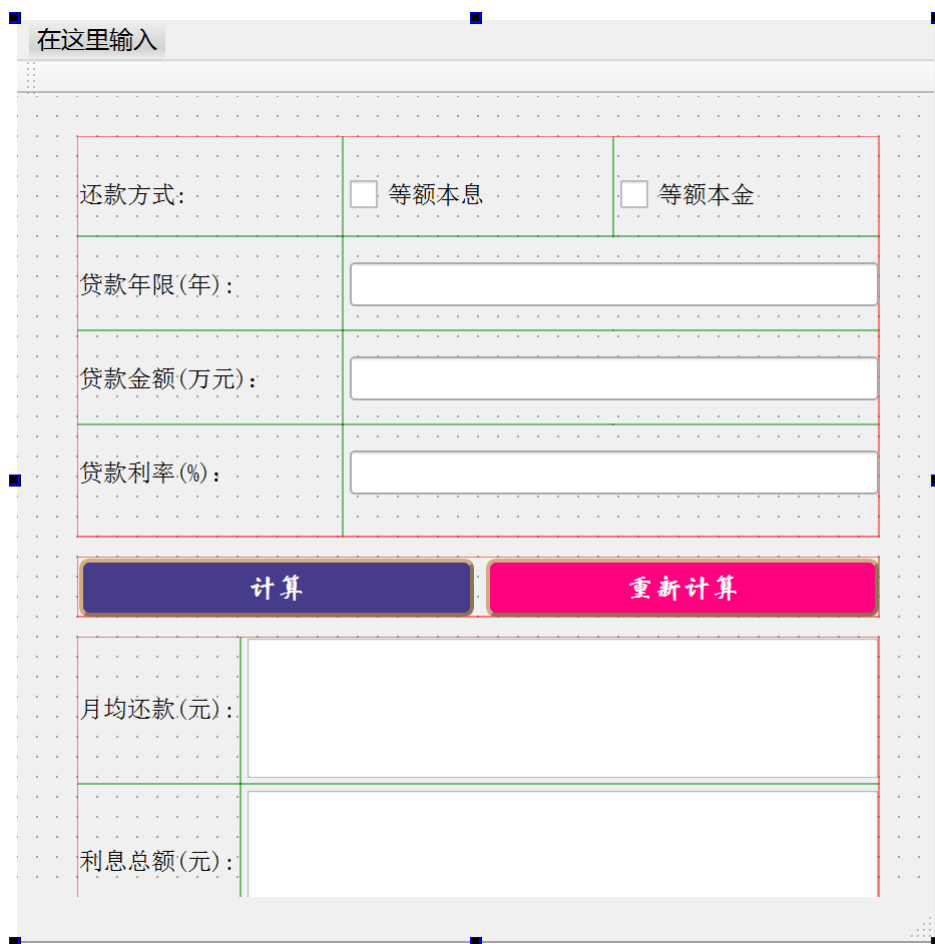 在这里输入
还款方式: 等额本息 等额本金
贷款年限(年):
贷款金额(万元):
贷款利率(%):
计算 重新计算
月均还款(元):
利息总额(元):